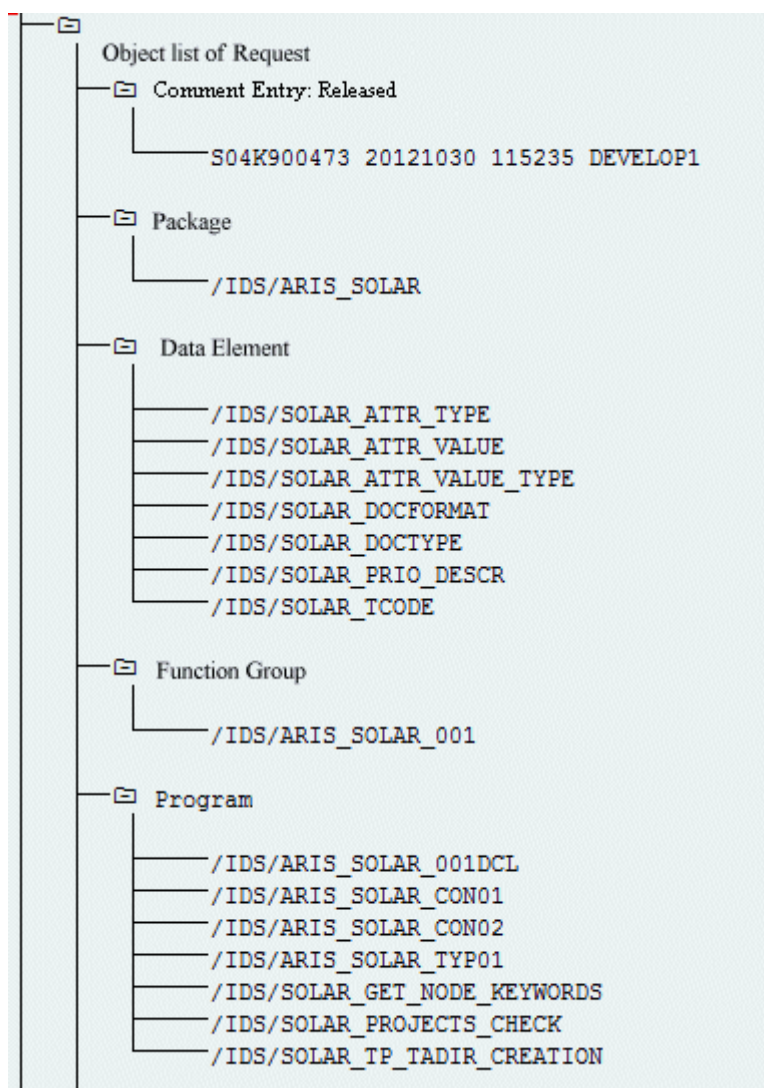 Object list of Request
Comment Entry: Released
S04K900473 20121030 115235 DEVELOP1
Package
/IDS/ARIS_SOLAR
Data Element
/IDS/SOLAR_ATTR_TYPE
/IDS/SOLAR_ATTR_VALUE
/IDS/SOLAR_ATTR_VALUE_TYPE
/IDS/SOLAR_DOCFORMAT
/IDS/SOLAR_DOCTYPE
/IDS/SOLAR_PRIO_DESCR
/IDS/SOLAR_TCODE
Function Group
/IDS/ARIS_SOLAR_001
Program
/IDS/ARIS_SOLAR_001DCL
/IDS/ARIS_SOLAR_CON01
/IDS/ARIS_SOLAR_CON02
/IDS/ARIS_SOLAR_TYP01
/IDS/SOLAR_GET_NODE_KEYWORDS
/IDS/SOLAR_PROJECTS_CHECK
/IDS/SOLAR_TP_TADIR_CREATION